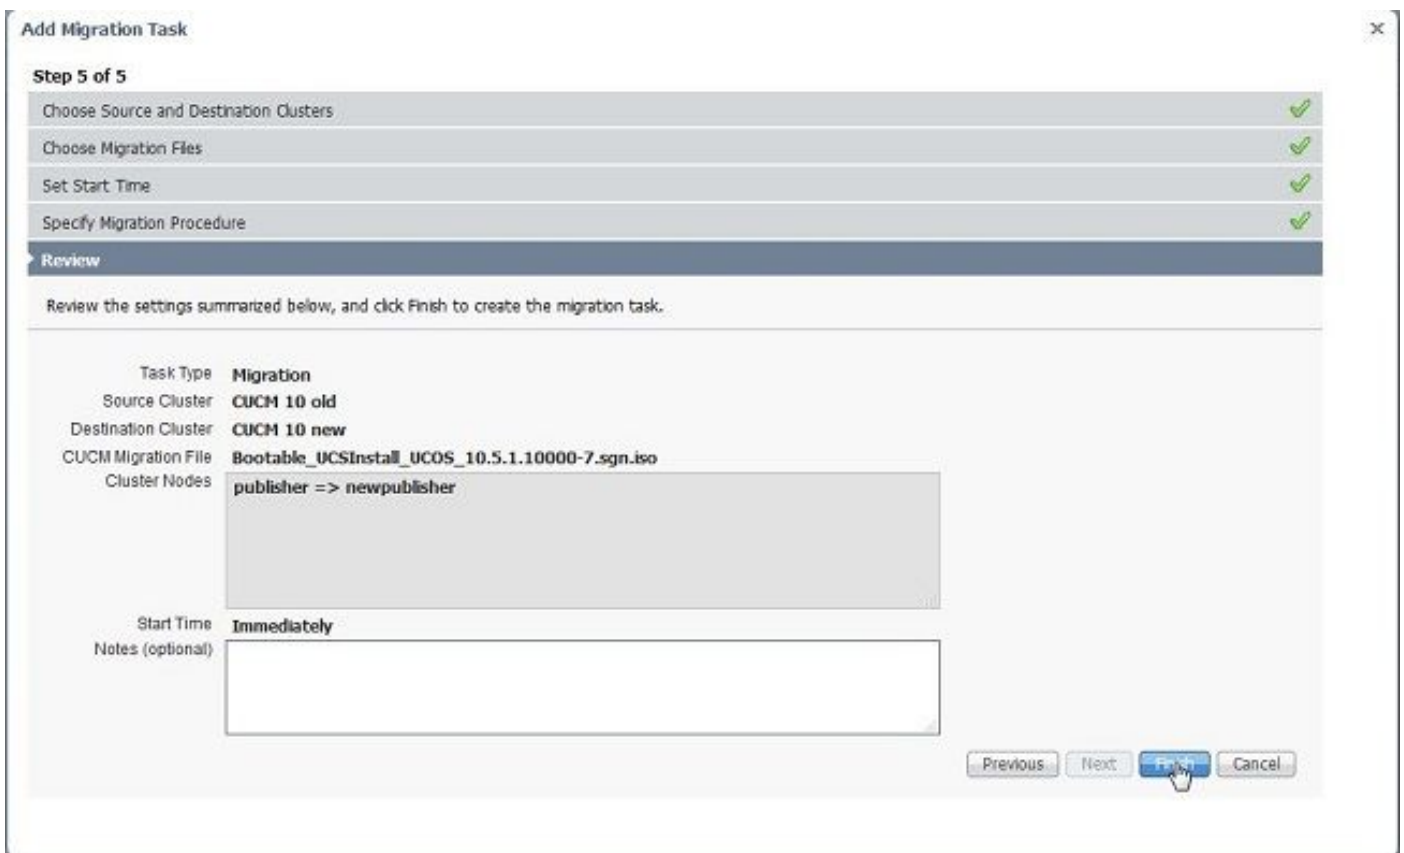 Add Migration Task
Step 5 of 5
Choose Source and Destination Clusters
Choose Migration Files
Set Start Time
Specify Migration Procedure
Review
Review the settings summarized below, and click Finish to create the migration task.
Task Type Migration
Source Cluster CUCM 10 old
Destination Cluster CUCM 10 new
CUCM Migration File Bootable_UCSInstall_UCOS_10.5.1.10000-7.sgn.iso
Cluster Nodes publisher => newpublisher
Start Time Immediately
Notes (optional)
Previous Next Finish Cancel